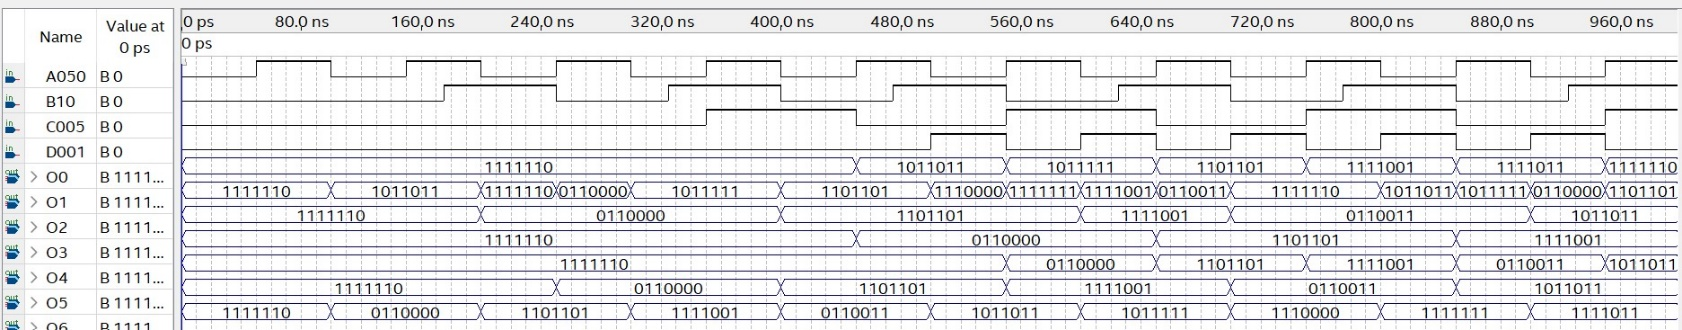 0 ps 80.0 ns 160,0 ns 240,0 ns 320,0 ns 400,0 ns 480,0 ns 560,0 ns 640,0 ns 720,0 ns 800,0 ns 880,0 ns 960,0 ns
Name Value at 0 ps
0 ps
A050 B 0
B10 B 0
C005 B 0
D001 B 0
O0 B 1111... 1111110 1011011 1011111 1101101 1111001 1111011 1111110
O1 B 1111... 1111110 1011011 1111110 0110000 1011111 1101101 1110000 1111111 1111001 0110011 1111110 1011011 1011111 0110000 1101101
O2 B 1111... 1111110 0110000 1101101 1111001 0110011 1011011
O3 B 1111... 1111110 0110000 1101101 1111001
O4 B 1111... 1111110 0110000 1101101 1111001 0110011 1011011
O5 B 1111... 1111110 0110000 1101101 1111001 0110011 1011011
O6 B 1111... 1111110 0110000 1101101 1111001 0110011 1011011 1011111 1110000 1111111 1111011